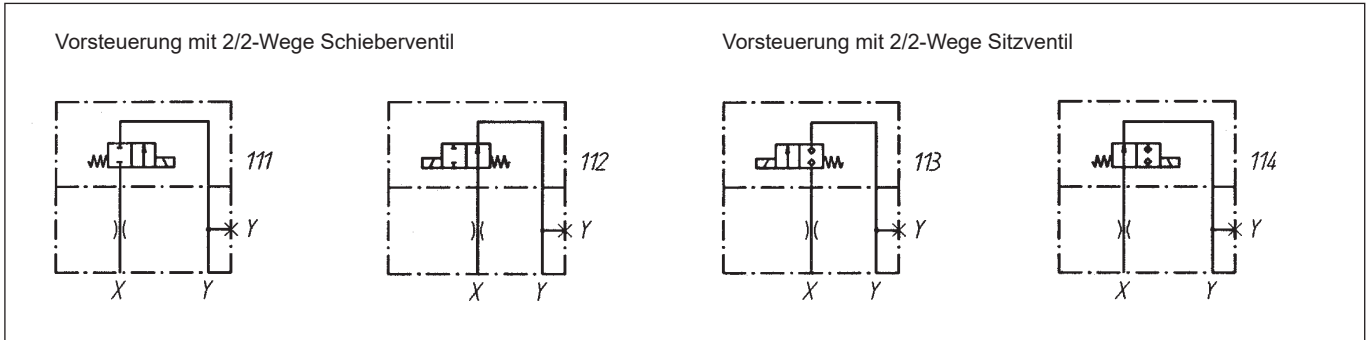 Vorsteuerung mit 2/2-Wege Schieberventil
Vorsteuerung mit 2/2-Wege Sitzventil
111
112
113
114
Y
Y
Y
Y
X Y
X Y
X Y
X Y